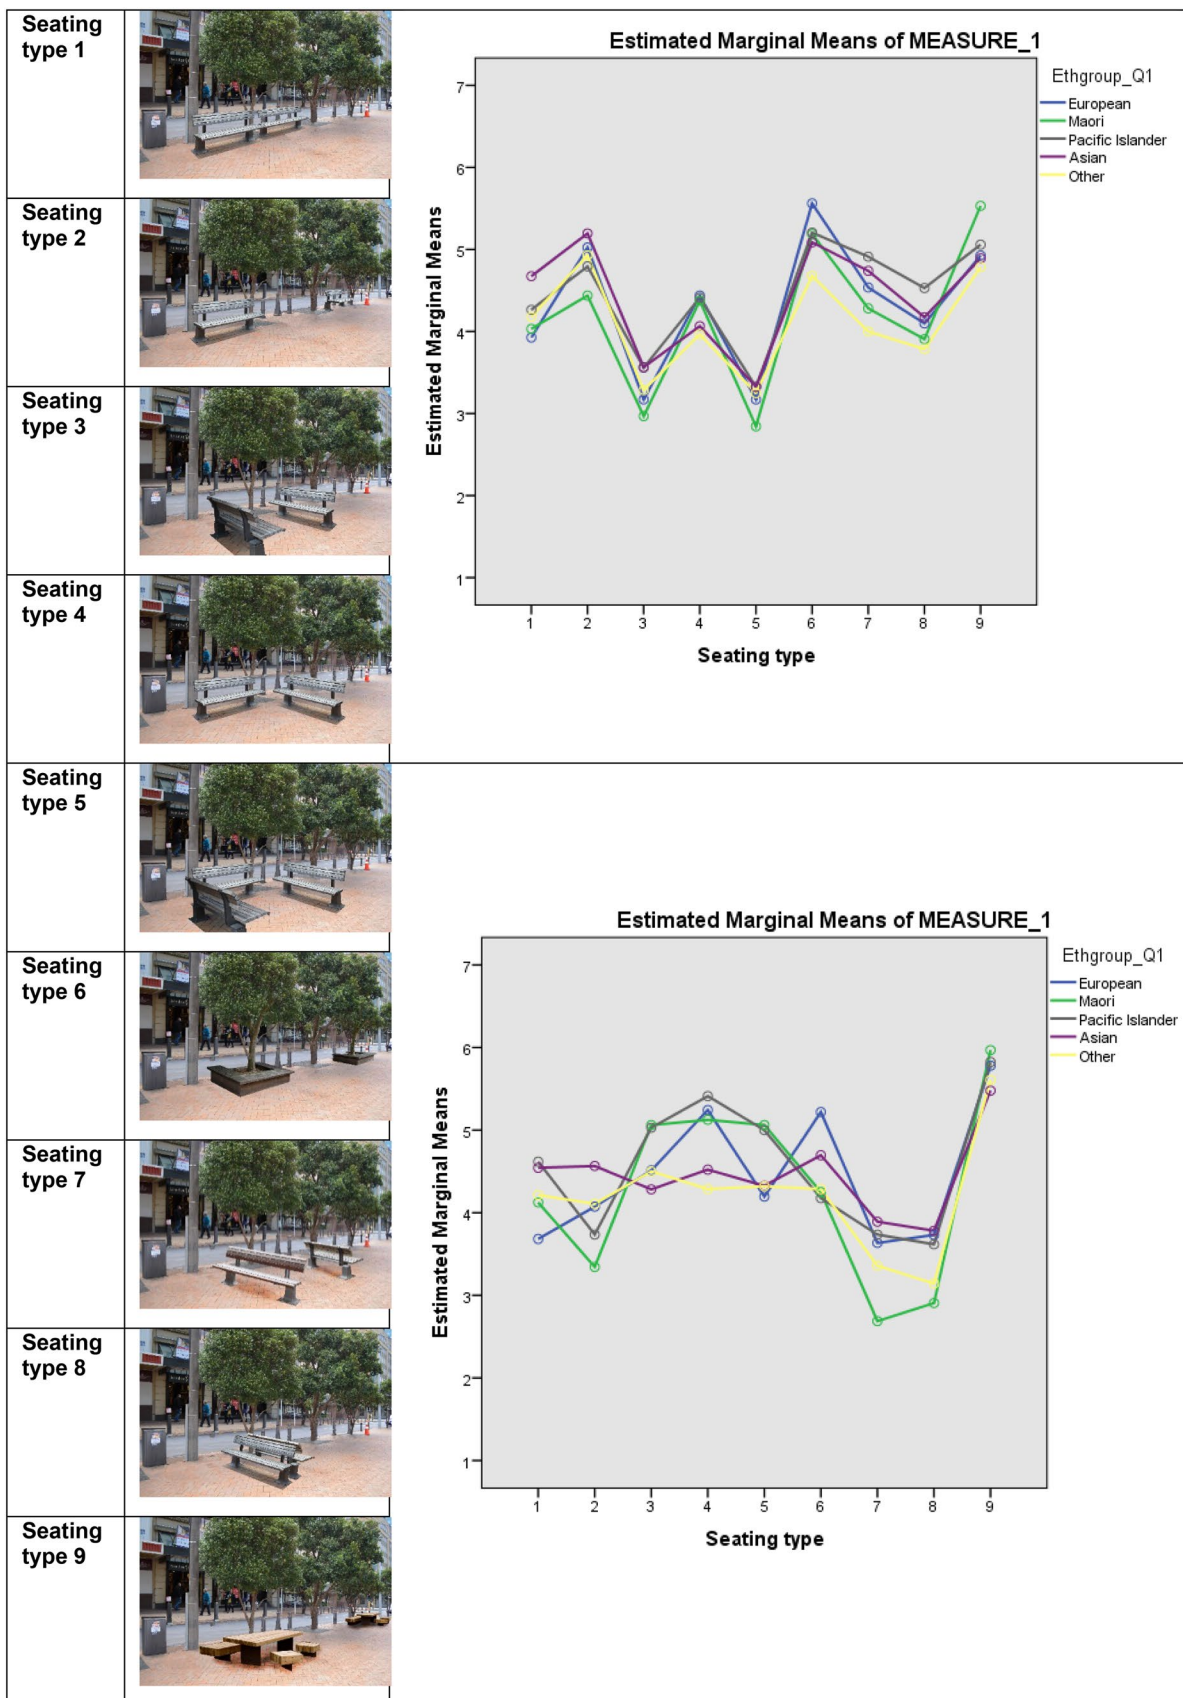 Seating
type 1
Seating
type 2
Seating
type 3
Seating
type 4
Estimated Marginal Means of MEASURE_1
Ethgroup_Q1
European
Maori
Pacific Islander
Asian
Other
Estimated Marginal Means
7
6
5
4
3
2
1
1 2 3 4 5 6 7 8 9
Seating type
Seating
type 5
Seating
type 6
Seating
type 7
Seating
type 8
Seating
type 9
Estimated Marginal Means of MEASURE_1
Ethgroup_Q1
European
Maori
Pacific Islander
Asian
Other
Estimated Marginal Means
7
6
5
4
3
2
1
1 2 3 4 5 6 7 8 9
Seating type